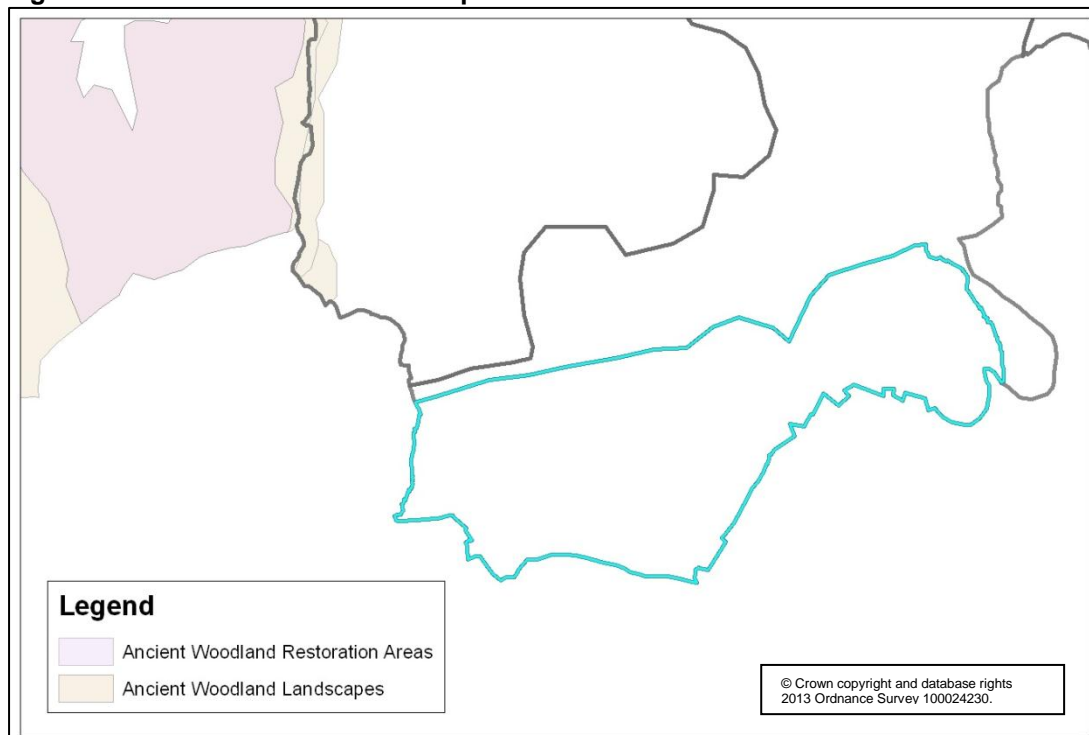 Legend
Ancient Woodland Restoration Areas
Ancient Woodland Landscapes
© Crown copyright and database rights
2013 Ordnance Survey 100024230.